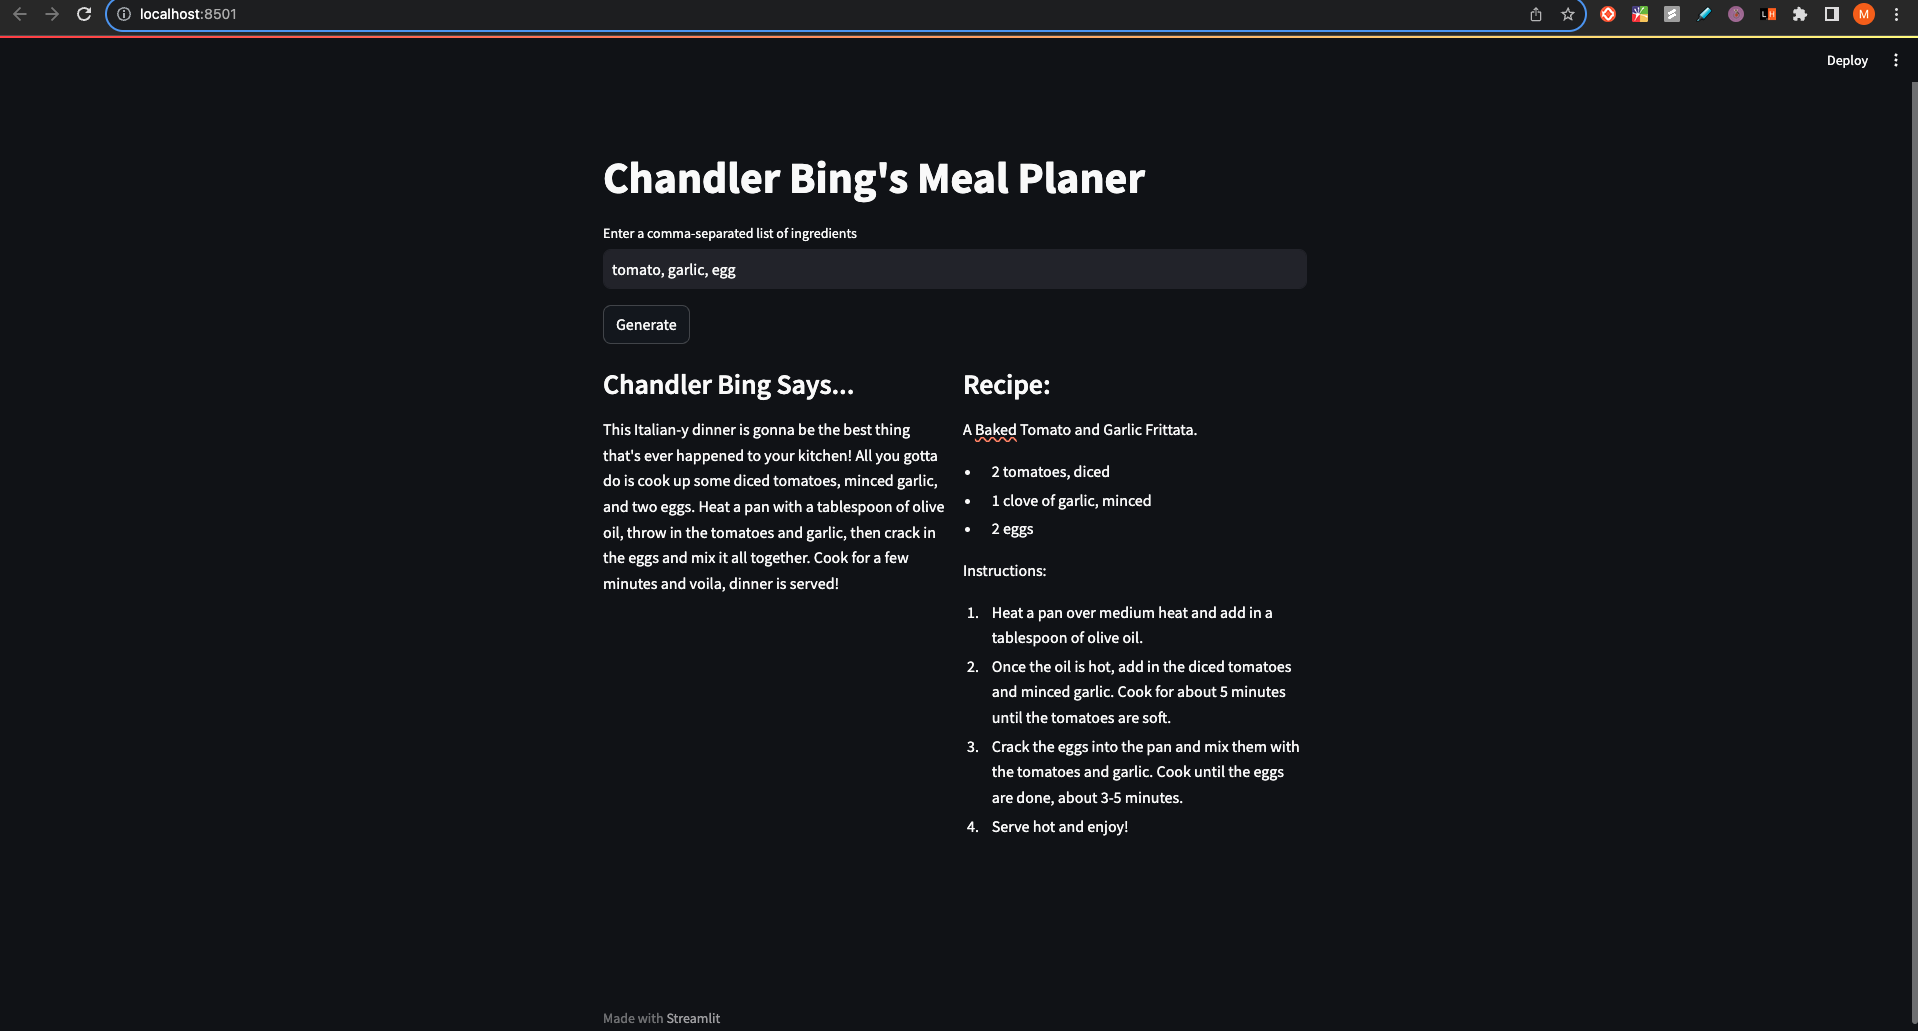 localhost:8501
M
Deploy
Chandler Bing's Meal Planer
Enter a comma-separated list of ingredients
tomato, garlic, egg
Generate
Chandler Bing Says...
This Italian-y dinner is gonna be the best thing
that's ever happened to your kitchen! All you gotta
do is cook up some diced tomatoes, minced garlic,
and two eggs. Heat a pan with a tablespoon of olive
oil, throw in the tomatoes and garlic, then crack in
the eggs and mix it all together. Cook for a few
minutes and voila, dinner is served!
Recipe:
A Baked Tomato and Garlic Frittata.
• 2 tomatoes, diced
• 1 clove of garlic, minced
• 2 eggs
Instructions:
1. Heat a pan over medium heat and add in a
tablespoon of olive oil.
2. Once the oil is hot, add in the diced tomatoes
and minced garlic. Cook for about 5 minutes
until the tomatoes are soft.
3. Crack the eggs into the pan and mix them with
the tomatoes and garlic. Cook until the eggs
are done, about 3-5 minutes.
4. Serve hot and enjoy!
Made with Streamlit